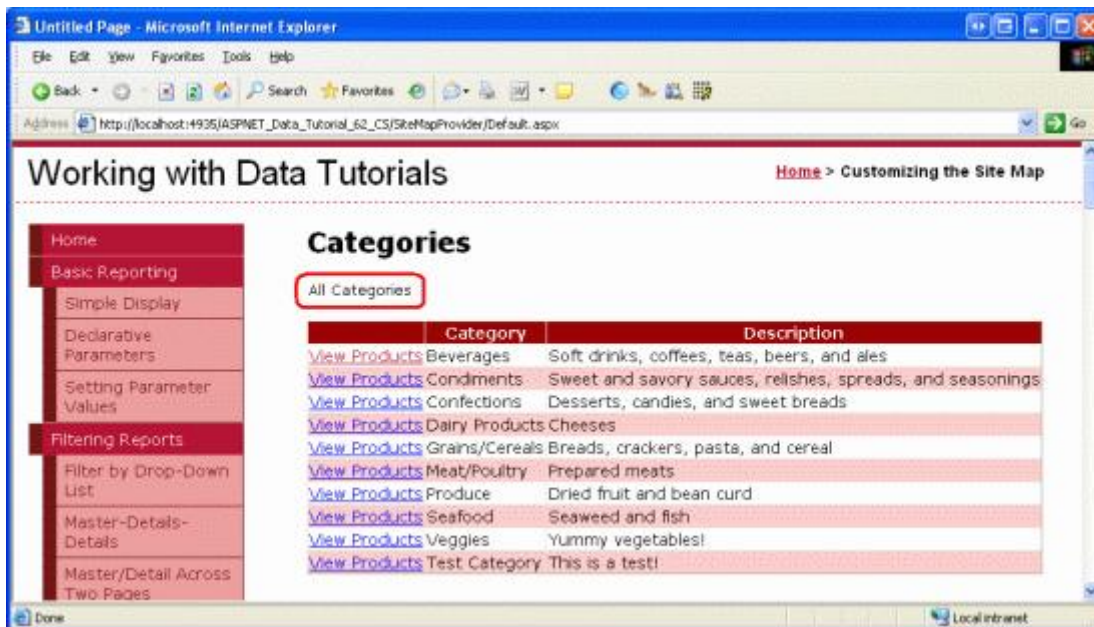 Untitled Page - Microsoft Internet Explorer
File Edit View Favorites Tools Help
Back Search Favorites
Address http://localhost:4935/ASPNET_Data_Tutorial_62_CS/SiteMapProvider/Default.aspx Go
Working with Data Tutorials
Home > Customizing the Site Map
Home
Basic Reporting
Simple Display
Declarative
Parameters
Setting Parameter
Values
Filtering Reports
Filter by Drop-Down
List
Master-Details-
Details
Master/Detail Across
Two Pages
Categories
All Categories
Category Description
View Products Beverages Soft drinks, coffees, teas, beers, and ales
View Products Condiments Sweet and savory sauces, relishes, spreads, and seasonings
View Products Confections Desserts, candies, and sweet breads
View Products Dairy Products Cheeses
View Products Grains/Cereals Breads, crackers, pasta, and cereal
View Products Meat/Poultry Prepared meats
View Products Produce Dried fruit and bean curd
View Products Seafood Seaweed and fish
View Products Veggies Yummy vegetables!
View Products Test Category This is a test!
Done Local intranet